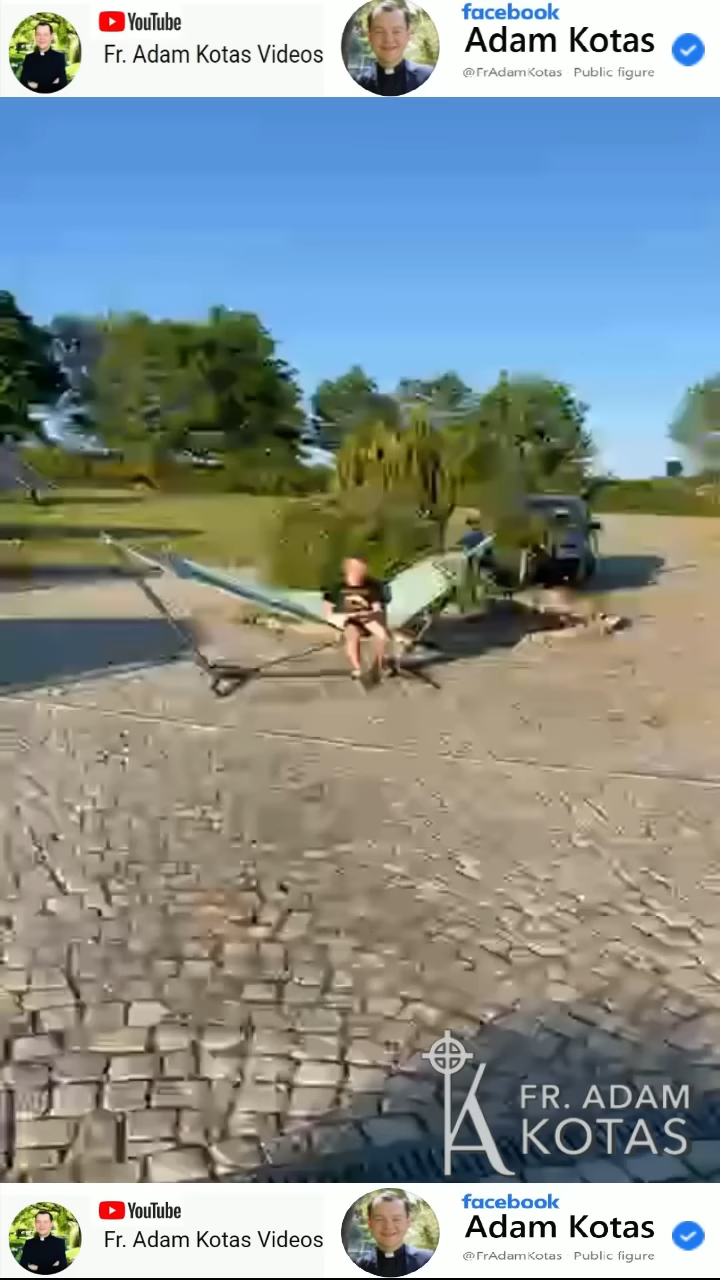 YouTube
Fr. Adam Kotas Videos
facebook
Adam Kotas
@FrAdamKotas · Public figure
FR. ADAM
KOTAS
YouTube
Fr. Adam Kotas Videos
facebook
Adam Kotas
@FrAdamKotas · Public figure